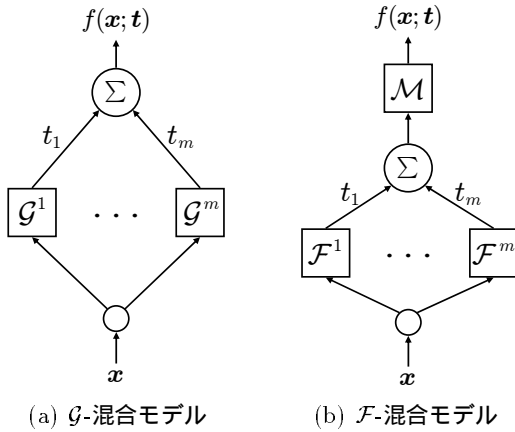 f(x; t)
Σ
t₁ tₘ
𝒢¹ · · · 𝒢ᵐ
x
(a) 𝒢-混合モデル
f(x; t)
ℳ
Σ
t₁ tₘ
ℱ¹ · · · ℱᵐ
x
(b) ℱ-混合モデル